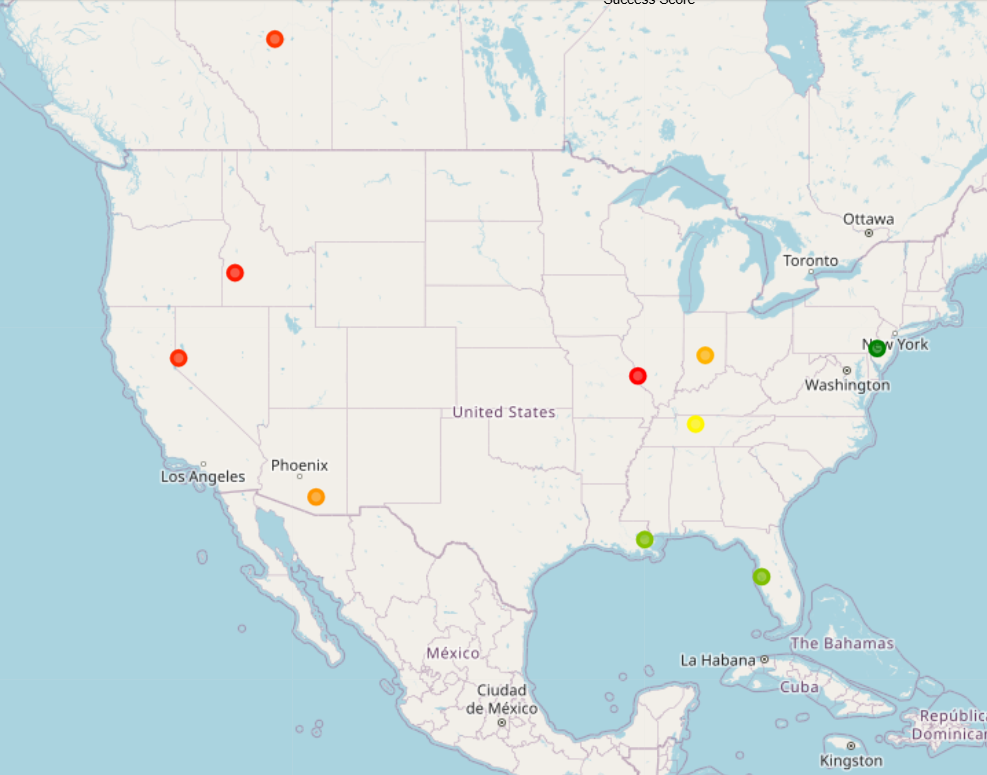 Success Score
Ottawa
Toronto
New York
Washington
United States
Phoenix
Los Angeles
The Bahamas
México
La Habana
Cuba
Ciudad
de México
República
Dominican
Kingston